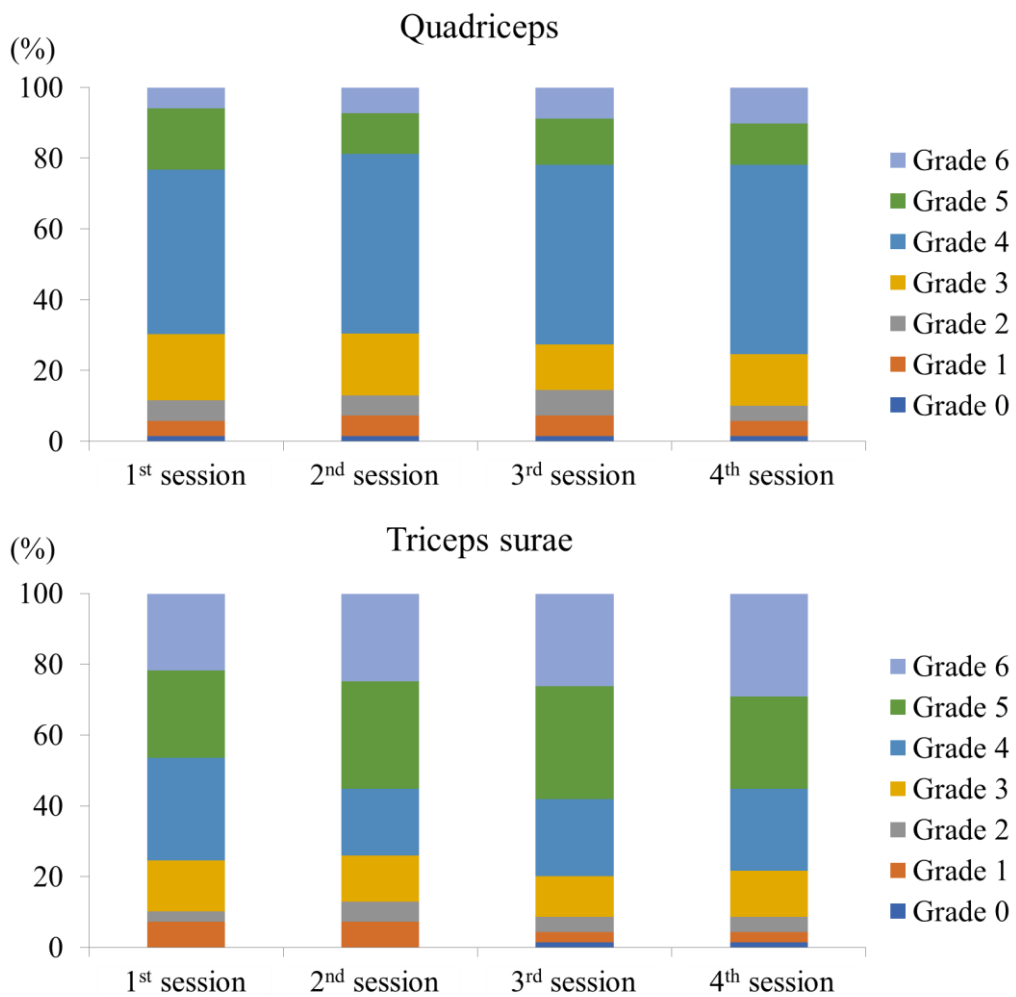 Quadriceps
(%)
100
80
60
40
20
0
1st session 2nd session 3rd session 4th session
Grade 6
Grade 5
Grade 4
Grade 3
Grade 2
Grade 1
Grade 0
Triceps surae
(%)
100
80
60
40
20
0
1st session 2nd session 3rd session 4th session
Grade 6
Grade 5
Grade 4
Grade 3
Grade 2
Grade 1
Grade 0